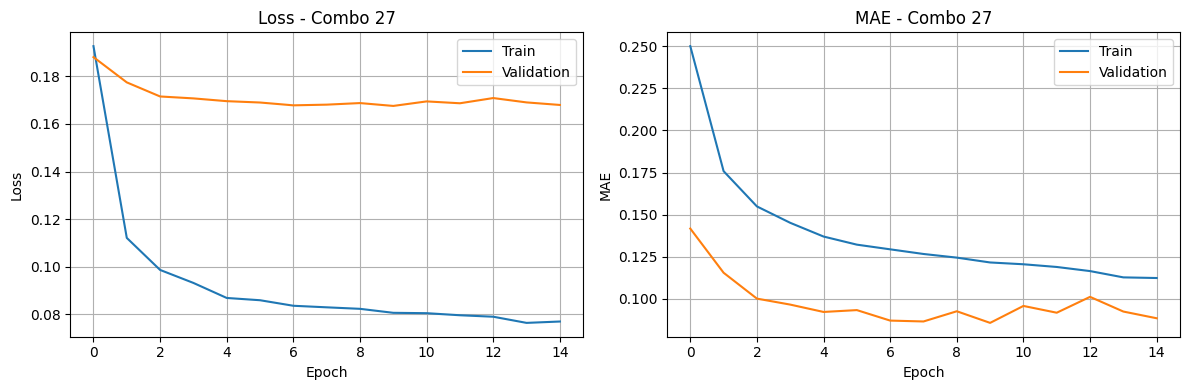 Loss - Combo 27
Train
Validation
0.18
0.16
0.14
0.12
0.10
0.08
Loss
0 2 4 6 8 10 12 14
Epoch
MAE - Combo 27
Train
Validation
0.250
0.225
0.200
0.175
0.150
0.125
0.100
MAE
0 2 4 6 8 10 12 14
Epoch